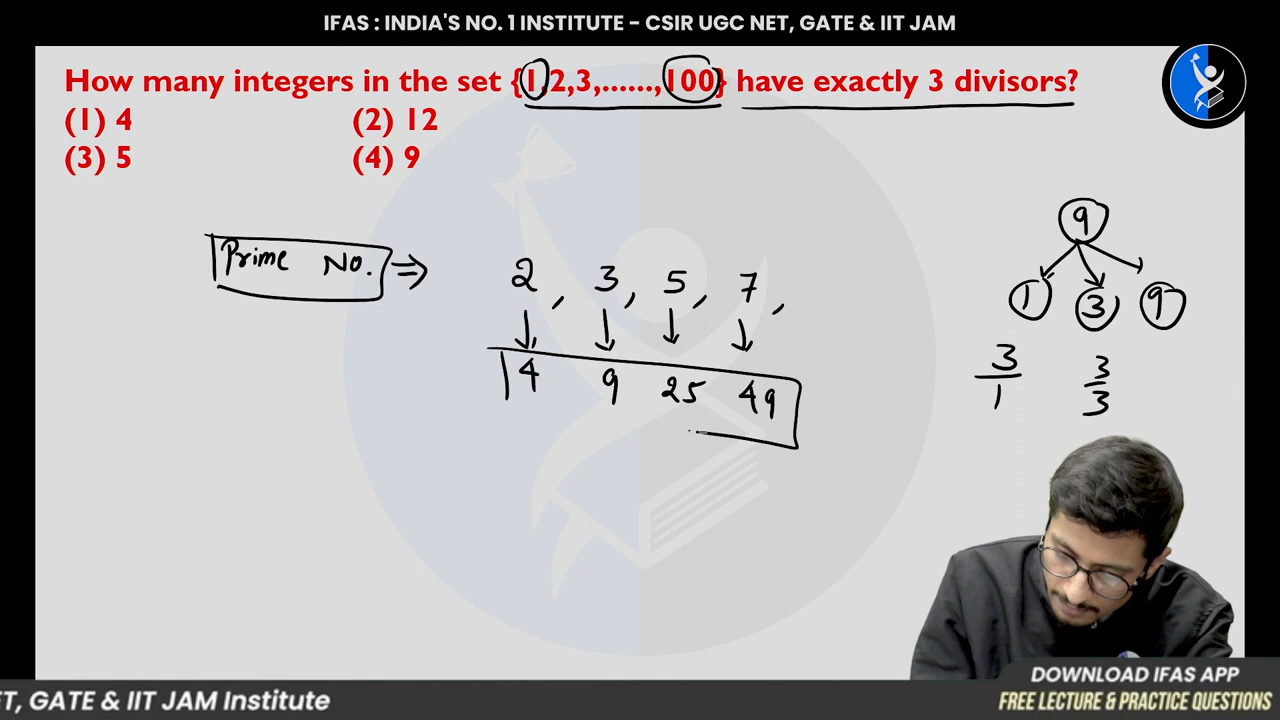 IFAS : INDIA'S NO. 1 INSTITUTE - CSIR UGC NET, GATE & IIT JAM
How many integers in the set {1,2,3,......,100} have exactly 3 divisors?
(1) 4 (2) 12
(3) 5 (4) 9
Prime No. ⇒ 2, 3, 5, 7,
4 9 25 49
9
1 3 9
3/1 3/3
DOWNLOAD IFAS APP
FREE LECTURE & PRACTICE QUESTIONS
ET, GATE & IIT JAM Institute